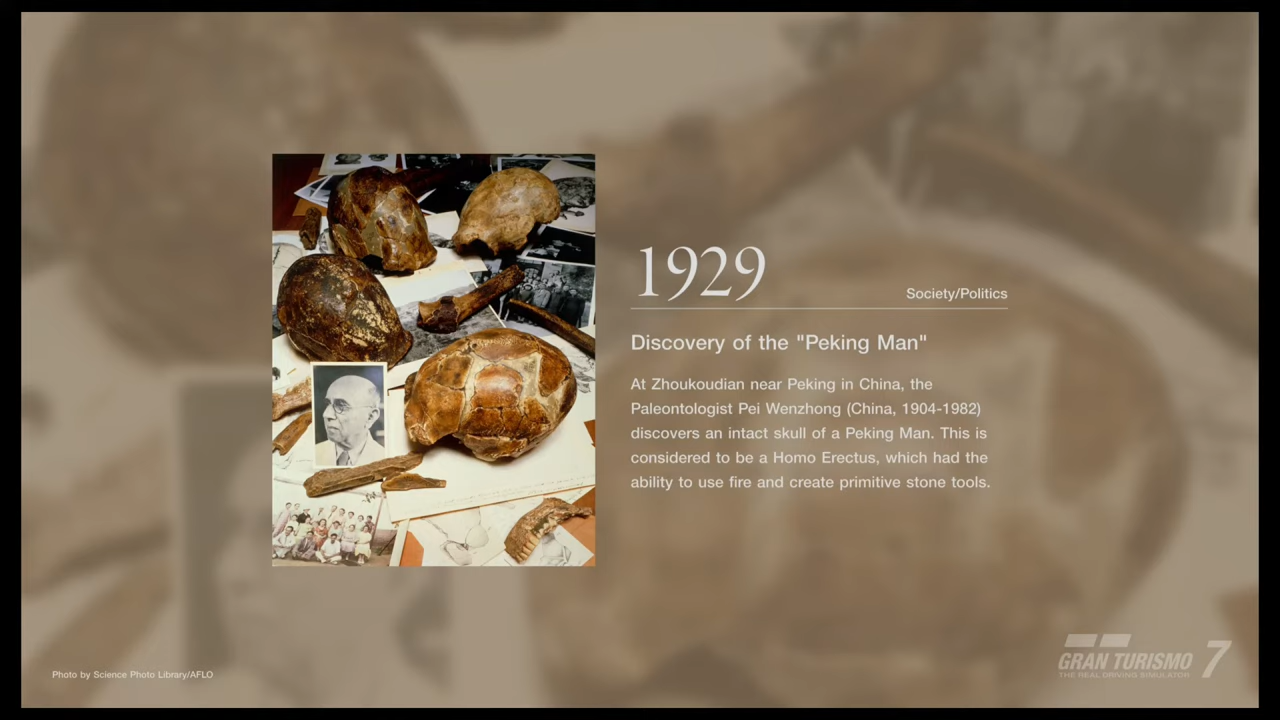 1929
Society/Politics
Discovery of the "Peking Man"
At Zhoukoudian near Peking in China, the
Paleontologist Pei Wenzhong (China, 1904-1982)
discovers an intact skull of a Peking Man. This is
considered to be a Homo Erectus, which had the
ability to use fire and create primitive stone tools.
Photo by Science Photo Library/AFLO
GRAN TURISMO 7
THE REAL DRIVING SIMULATOR